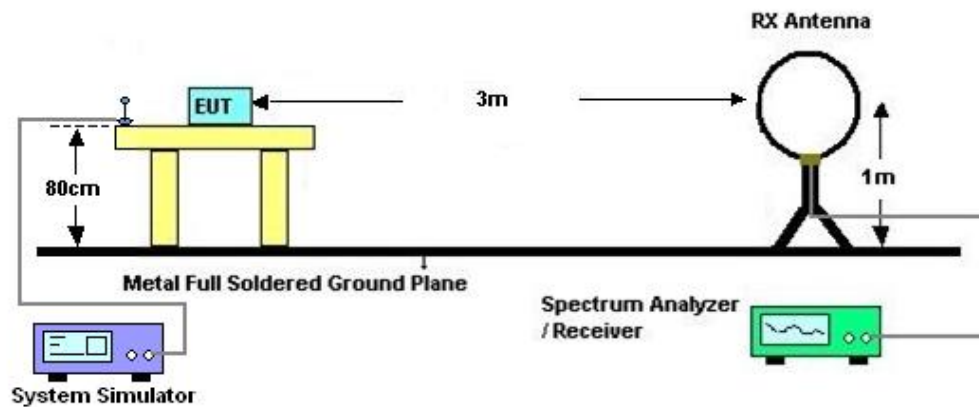 RX Antenna
EUT
3m
80cm
1m
Metal Full Soldered Ground Plane
Spectrum Analyzer
/ Receiver
System Simulator